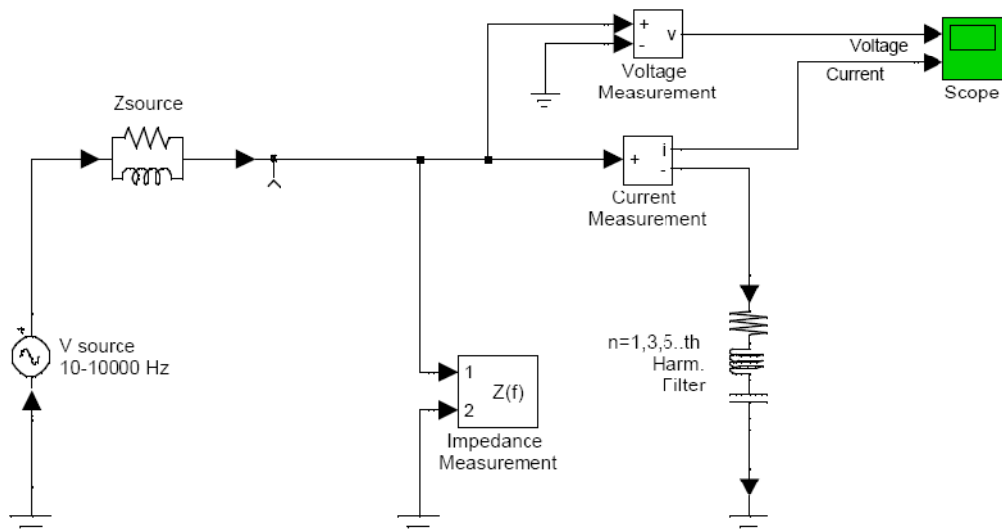 +
-
v
Voltage
Measurement
Voltage
Current
Scope
Zsource
+
i
-
Current
Measurement
+
V source
10-10000 Hz
1
2
Z(f)
Impedance
Measurement
n=1,3,5..th
Harm.
Filter